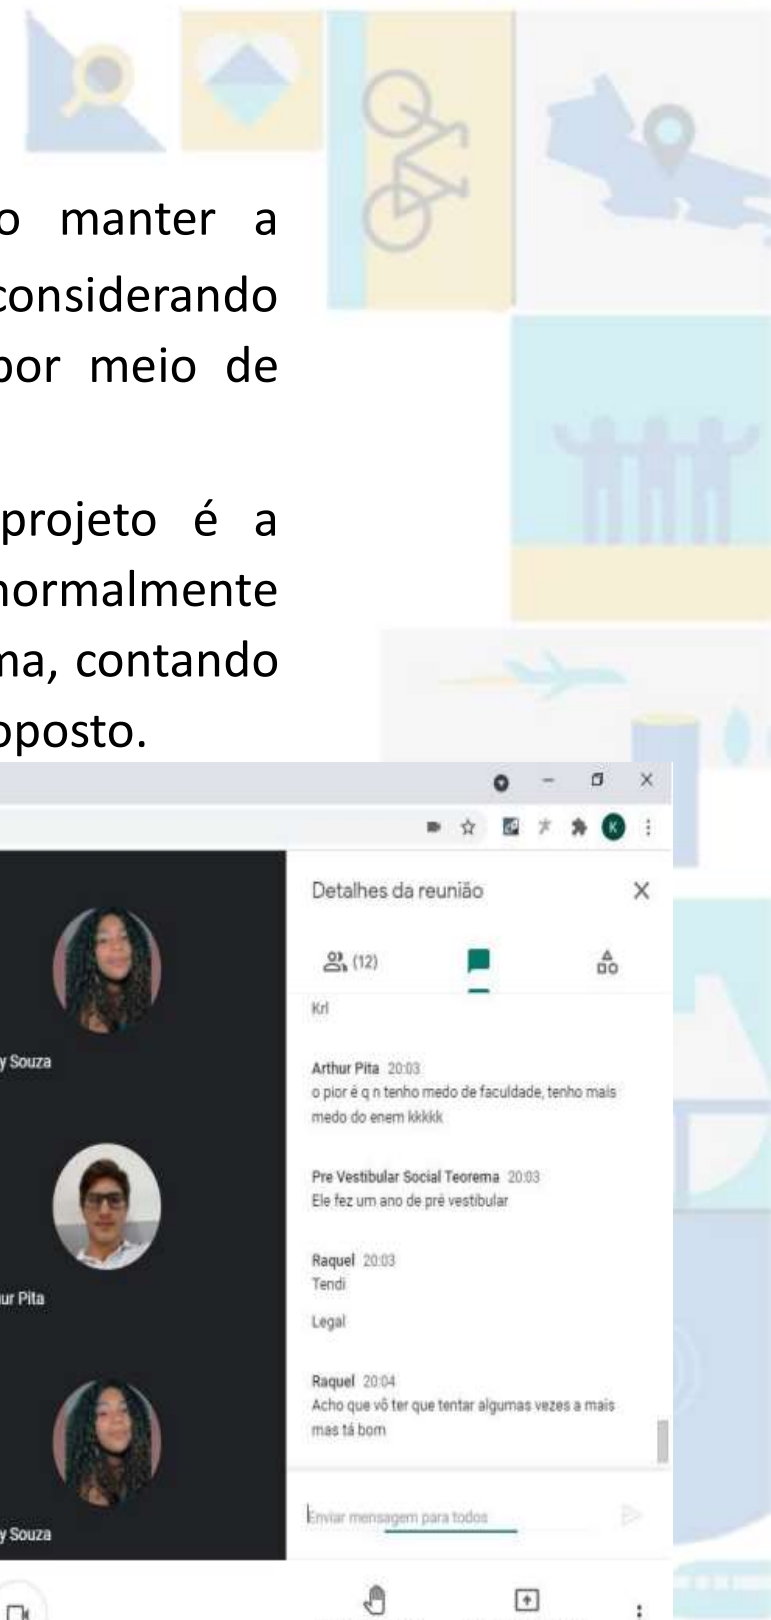 o manter a
considerando
por meio de
projeto é a
normalmente
ma, contando
oposto.
Detalhes da reunião
(12)
Krl
y Souza
Arthur Pita 20:03
o pior é q n tenho medo de faculdade, tenho mais
medo do enem kkkkk
Pre Vestibular Social Teorema 20:03
Ele fez um ano de pré vestibular
Raquel 20:03
Tendi
ur Pita
Legal
Raquel 20:04
Acho que vô ter que tentar algumas vezes a mais
mas tá bom
Enviar mensagem para todos
y Souza
K